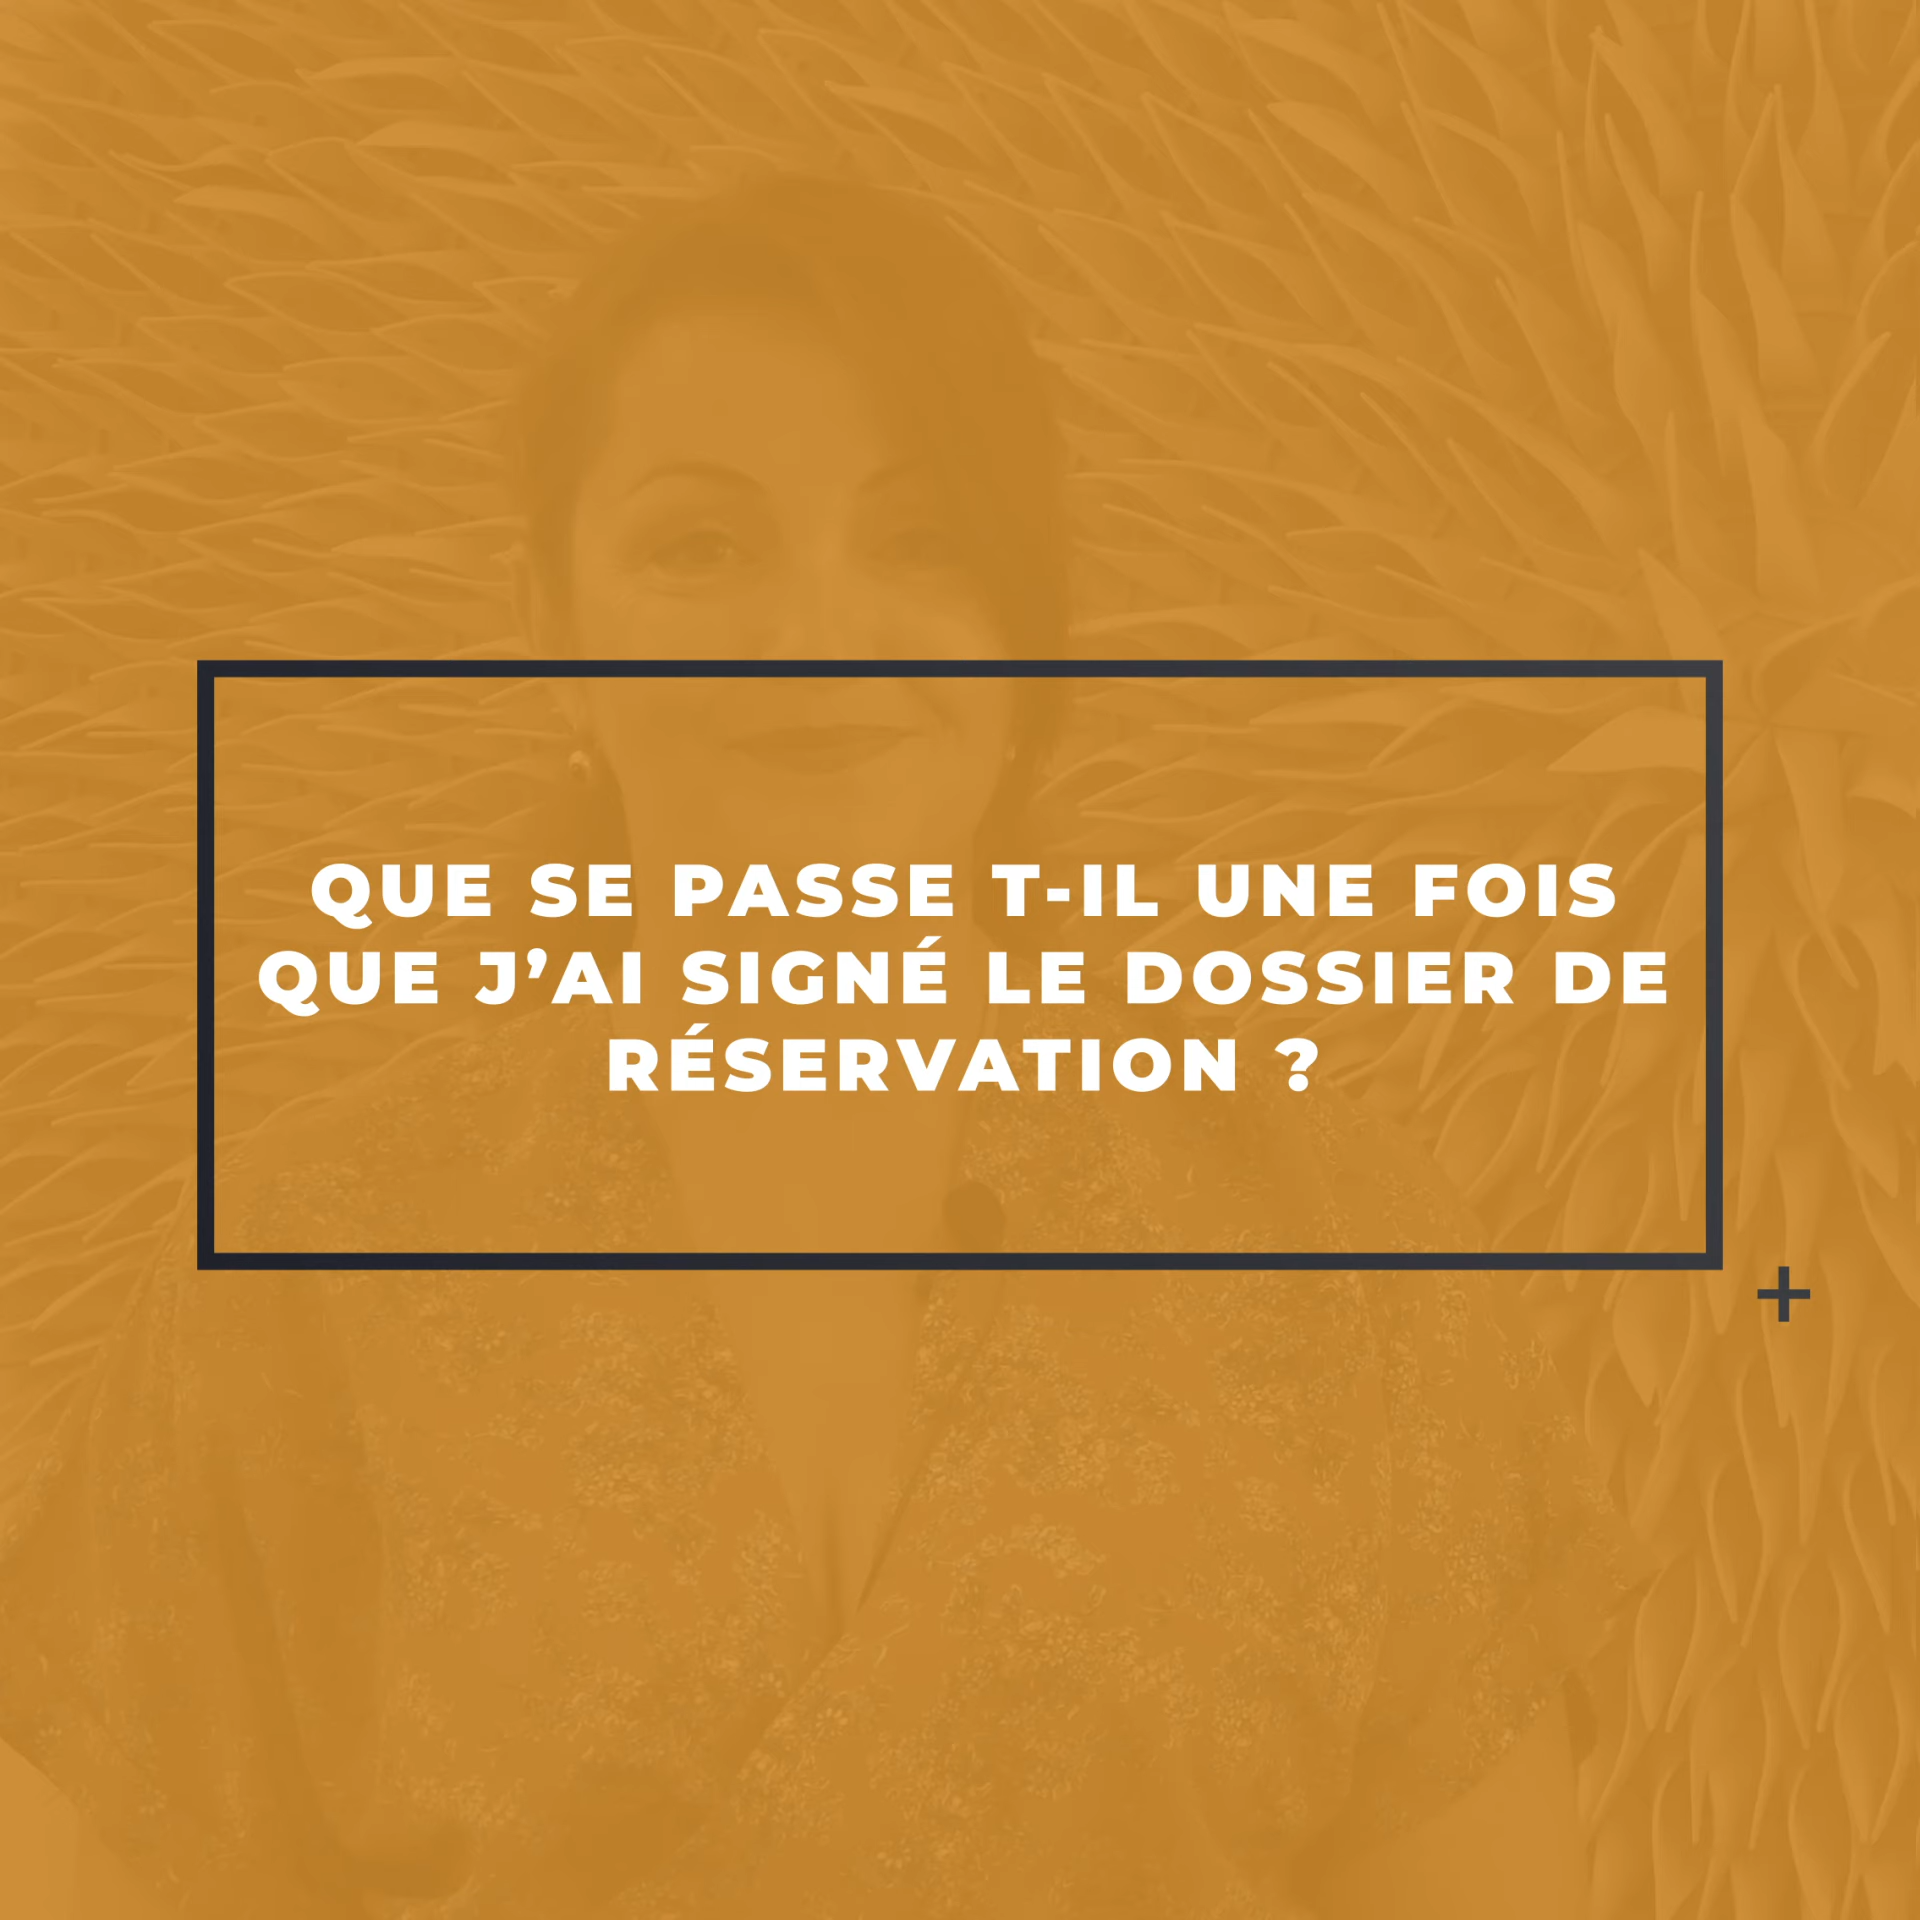 QUE SE PASSE T-IL UNE FOIS
QUE J’AI SIGNÉ LE DOSSIER DE
RÉSERVATION ?